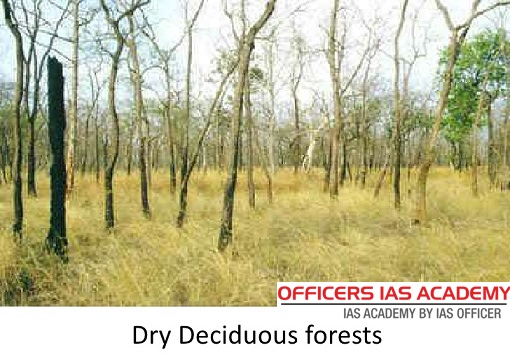 OFFICERS IAS ACADEMY
IAS ACADEMY BY IAS OFFICER
Dry Deciduous forests